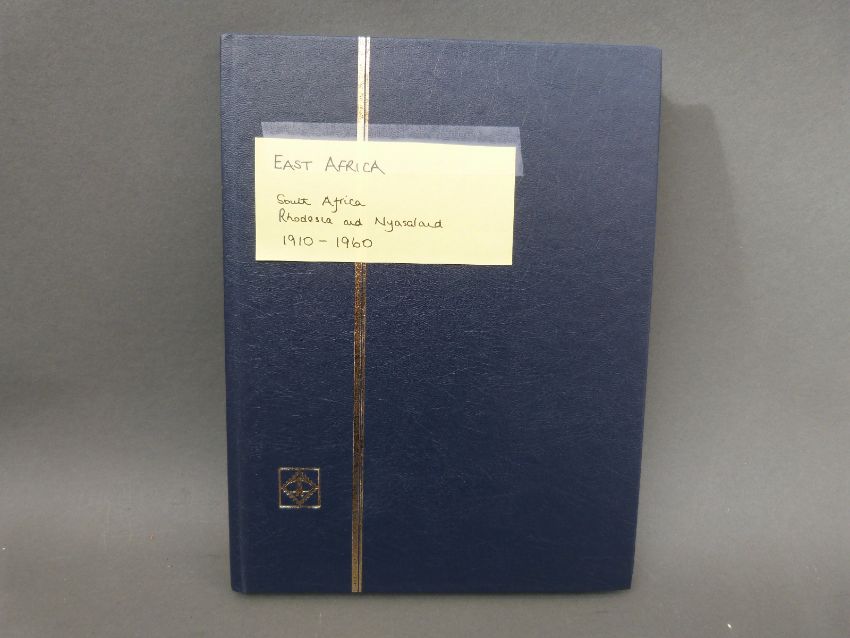 EAST AFRICA
South Africa
Rhodesia and Nyasaland
1910 - 1960